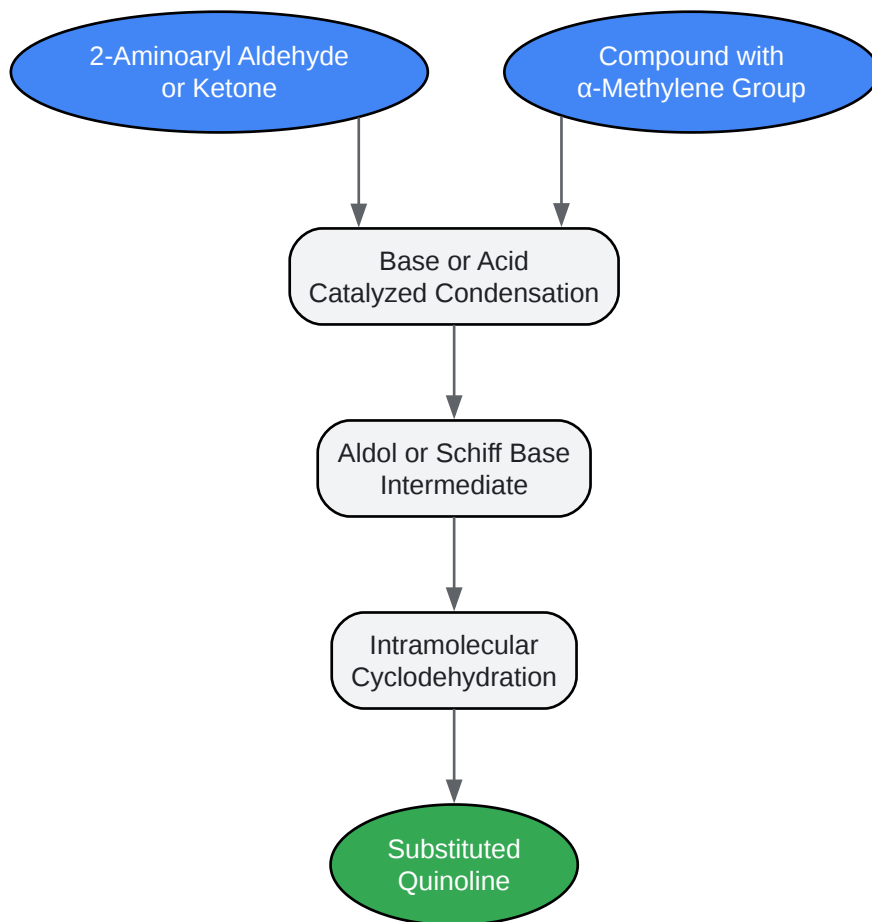 2-Aminoaryl Aldehyde
or Ketone
Compound with
α-Methylene Group
Base or Acid
Catalyzed Condensation
Aldol or Schiff Base
Intermediate
Intramolecular
Cyclodehydration
Substituted
Quinoline